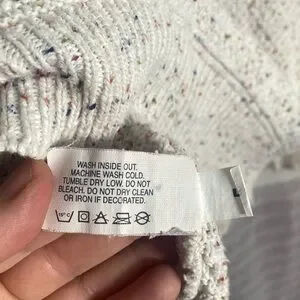 WASH INSIDE OUT.
MACHINE WASH COLD.
TUMBLE DRY LOW. DO NOT
BLEACH. DO NOT DRY CLEAN
OR IRON IF DECORATED.